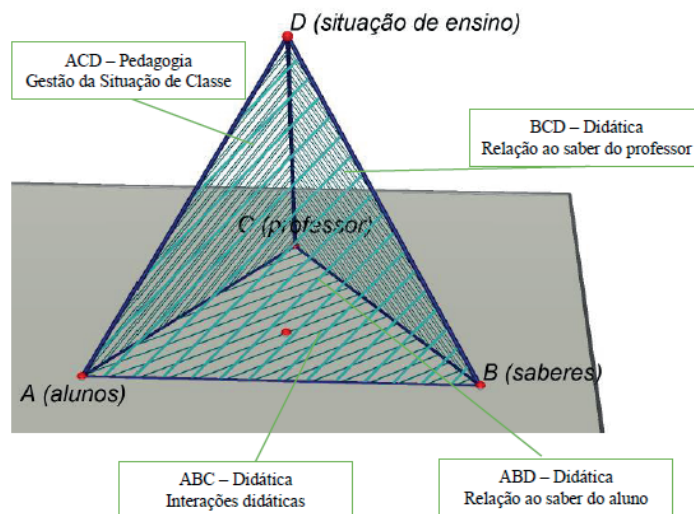 D (situação de ensino)
ACD – Pedagogia
Gestão da Situação de Classe
BCD – Didática
Relação ao saber do professor
C (professor)
A (alunos)
B (saberes)
ABC – Didática
Interações didáticas
ABD – Didática
Relação ao saber do aluno